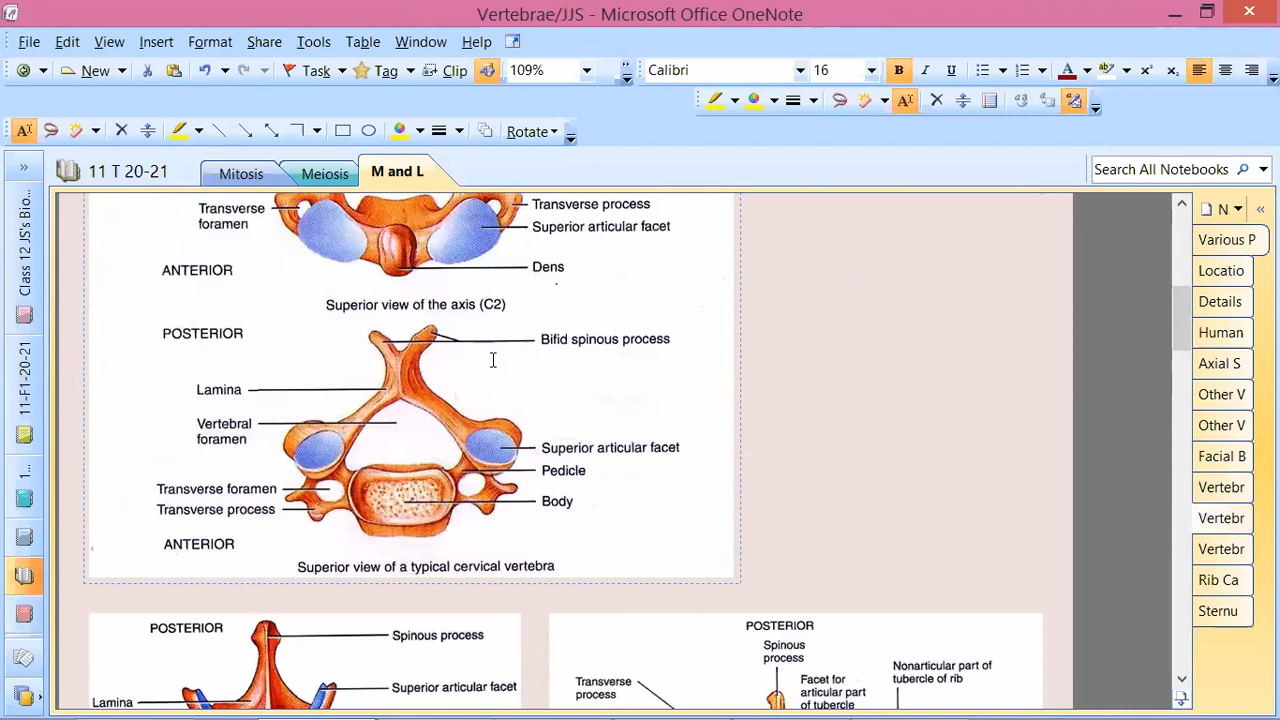 Vertebrae/JJS - Microsoft Office OneNote
File Edit View Insert Format Share Tools Table Window Help
New Task Tag Clip 109% Calibri 16 B I U
Rotate
11 T 20-21 Mitosis Meiosis M and L Search All Notebooks
N
Various P
Locatio
Details
Human
Axial S
Other V
Other V
Facial B
Vertebr
Vertebr
Vertebr
Rib Ca
Sternu
Class 12.JSs Bio...
11-F1-20-21
1...
Transverse
foramen
Transverse process
Superior articular facet
ANTERIOR
Dens
Superior view of the axis (C2)
POSTERIOR
Bifid spinous process
Lamina
Vertebral
foramen
Superior articular facet
Pedicle
Transverse foramen
Body
Transverse process
ANTERIOR
Superior view of a typical cervical vertebra
POSTERIOR
Spinous process
Superior articular facet
Lamina
POSTERIOR
Spinous
process
Transverse
process
Facet for
articular part
of tubercle
Nonarticular part of
tubercle of rib